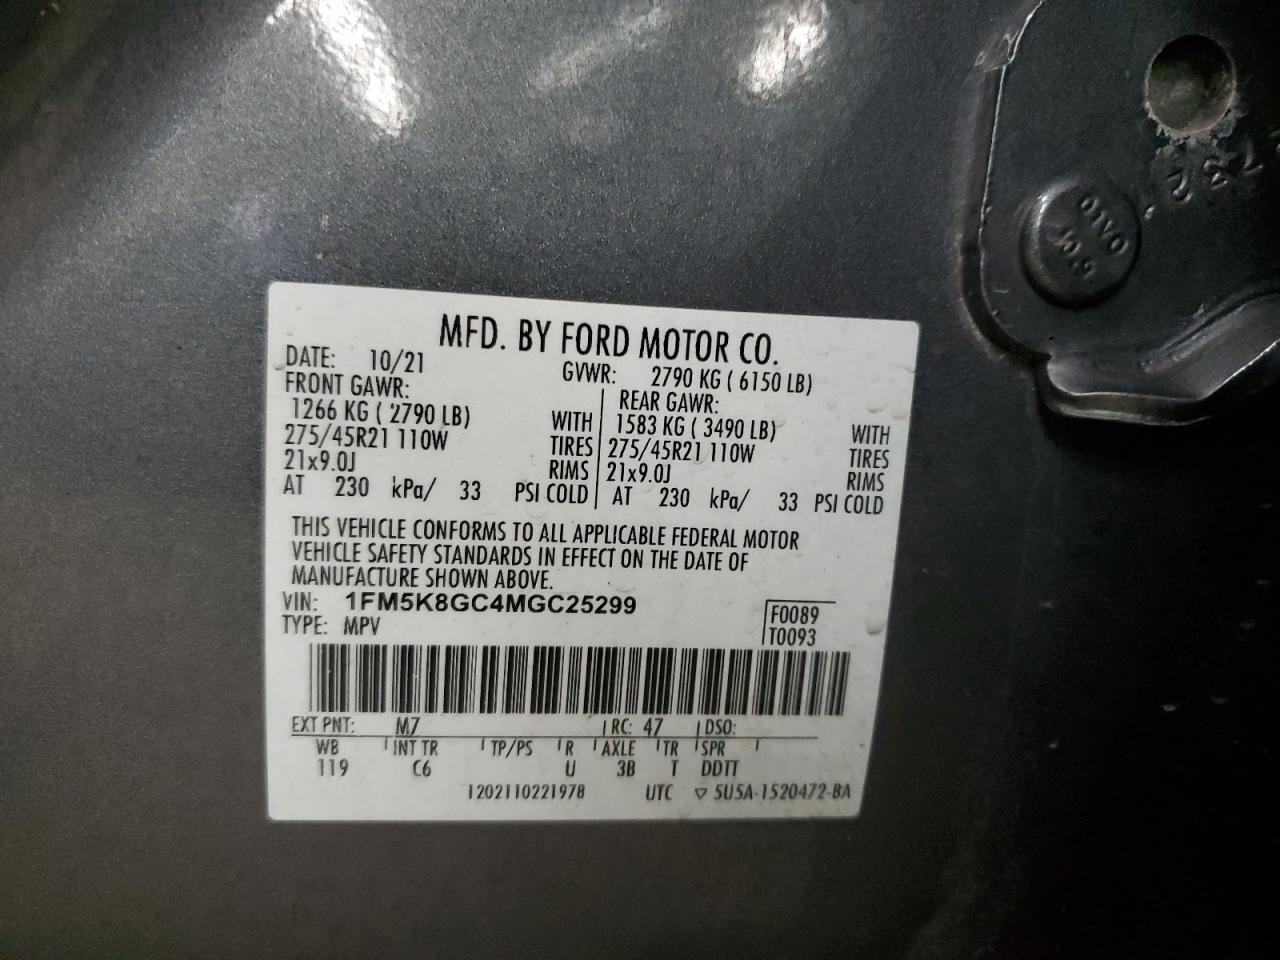 MFD. BY FORD MOTOR CO.
DATE: 10/21 GVWR: 2790 KG ( 6150 LB)
FRONT GAWR: REAR GAWR:
1266 KG ( 2790 LB) WITH 1583 KG ( 3490 LB) WITH
275/45R21 110W TIRES 275/45R21 110W TIRES
21x9.0J RIMS 21x9.0J RIMS
AT 230 kPa/ 33 PSI COLD AT 230 kPa/ 33 PSI COLD
THIS VEHICLE CONFORMS TO ALL APPLICABLE FEDERAL MOTOR
VEHICLE SAFETY STANDARDS IN EFFECT ON THE DATE OF
MANUFACTURE SHOWN ABOVE.
VIN: 1FM5K8GC4MGC25299 F0089
TYPE: MPV T0093
EXT PNT: M7 RC: 47 DSO:
WB INT TR TP/PS R AXLE TR SPR
119 C6 U 3B T DDTT
1202110221978 UTC ▽ 5U5A-1520472-BA